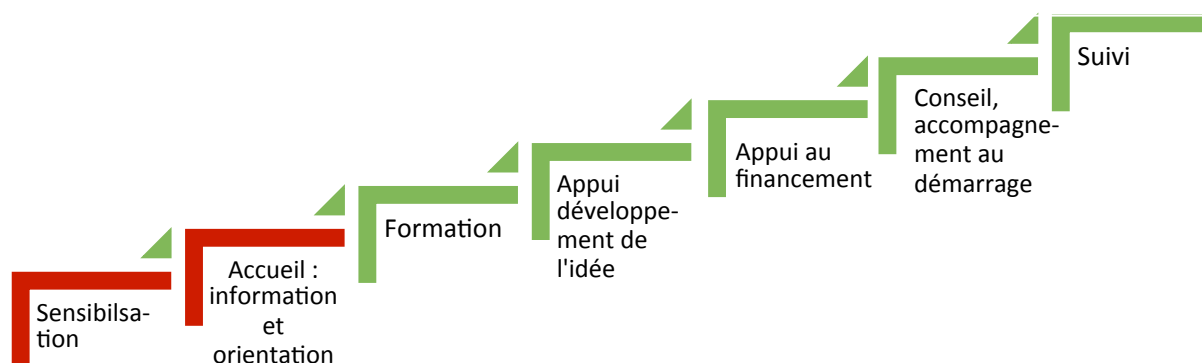 Sensibilsa-
tion
Accueil :
information
et
orientation
Formation
Appui
développe-
ment de
l'idée
Appui au
financement
Conseil,
accompagne-
ment au
démarrage
Suivi